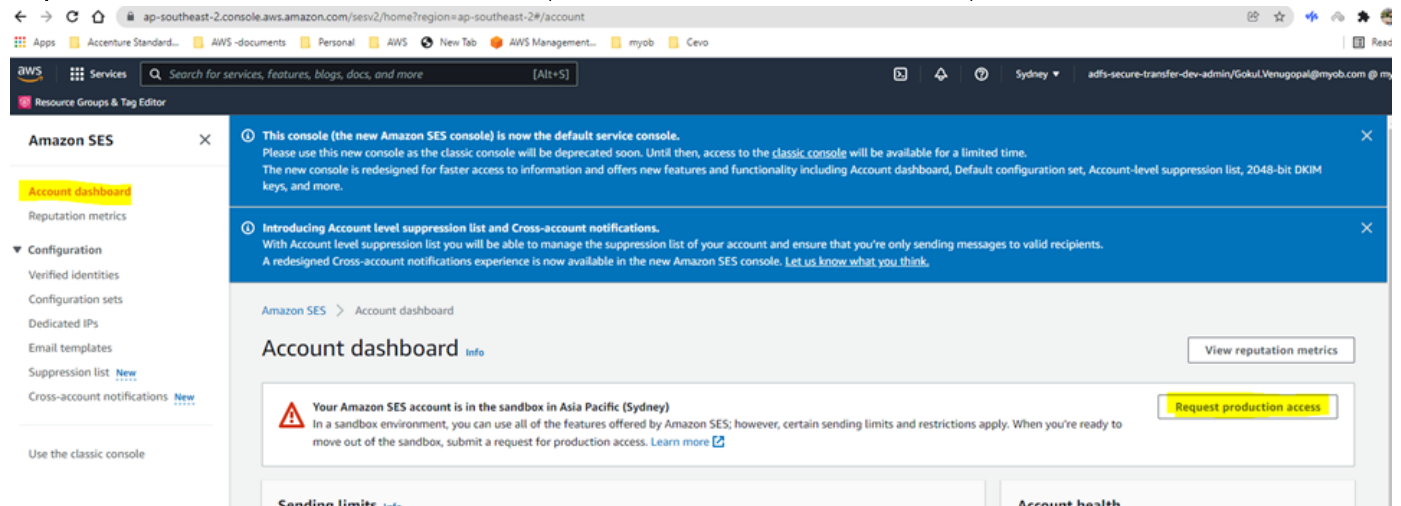 ap-southeast-2.console.aws.amazon.com/sesv2/home?region=ap-southeast-2#/account
Apps Accenture Standard... AWS -documents Personal AWS New Tab AWS Management... myob Cevo Read
aws Services Search for services, features, blogs, docs, and more [Alt+S] Sydney ▼ adfs-secure-transfer-dev-admin/Gokul.Venugopal@myob.com @ my
Resource Groups & Tag Editor
Amazon SES
Account dashboard
Reputation metrics
▼ Configuration
Verified identities
Configuration sets
Dedicated IPs
Email templates
Suppression list New
Cross-account notifications New
Use the classic console
This console (the new Amazon SES console) is now the default service console.
Please use this new console as the classic console will be deprecated soon. Until then, access to the classic console will be available for a limited time.
The new console is redesigned for faster access to information and offers new features and functionality including Account dashboard, Default configuration set, Account-level suppression list, 2048-bit DKIM
keys, and more.
Introducing Account level suppression list and Cross-account notifications.
With Account level suppression list you will be able to manage the suppression list of your account and ensure that you're only sending messages to valid recipients.
A redesigned Cross-account notifications experience is now available in the new Amazon SES console. Let us know what you think.
Amazon SES > Account dashboard
Account dashboard Info
View reputation metrics
Your Amazon SES account is in the sandbox in Asia Pacific (Sydney)
In a sandbox environment, you can use all of the features offered by Amazon SES; however, certain sending limits and restrictions apply. When you're ready to
move out of the sandbox, submit a request for production access. Learn more
Request production access
Sending limits Info
Account health